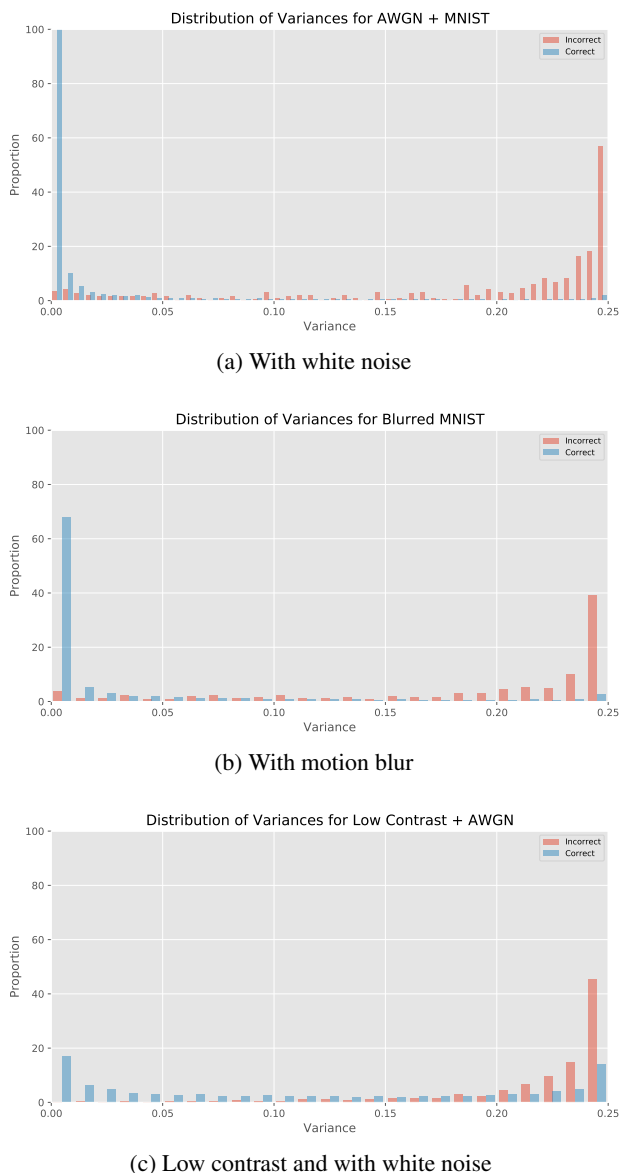 Distribution of Variances for AWGN + MNIST
100
80
60
40
20
0
Proportion
Incorrect
Correct
0.00 0.05 0.10 0.15 0.20 0.25
Variance
(a) With white noise
Distribution of Variances for Blurred MNIST
100
80
60
40
20
0
Proportion
Incorrect
Correct
0.00 0.05 0.10 0.15 0.20 0.25
Variance
(b) With motion blur
Distribution of Variances for Low Contrast + AWGN
100
80
60
40
20
0
Proportion
Incorrect
Correct
0.00 0.05 0.10 0.15 0.20 0.25
Variance
(c) Low contrast and with white noise